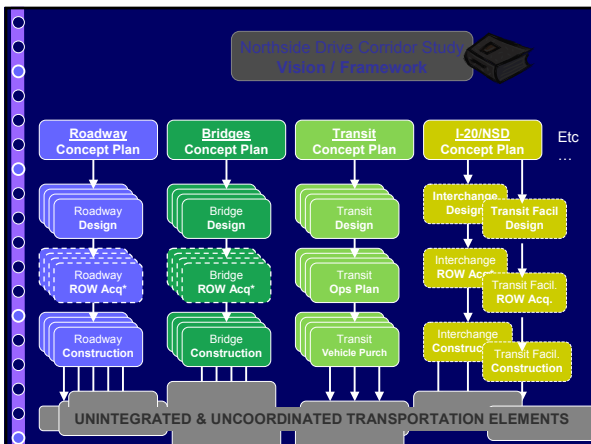 Northside Drive Corridor Study
Vision / Framework
Roadway
Concept Plan
Bridges
Concept Plan
Transit
Concept Plan
I-20/NSD
Concept Plan
Etc
...
Roadway
Design
Bridge
Design
Transit
Design
Interchange
Design
Transit Facil
Design
Roadway
ROW Acq*
Bridge
ROW Acq*
Transit
Ops Plan
Interchange
ROW Acq*
Transit Facil.
ROW Acq.
Roadway
Construction
Bridge
Construction
Transit
Vehicle Purch
Interchange
Transit Facil.
Construction
UNINTEGRATED & UNCOORDINATED TRANSPORTATION ELEMENTS